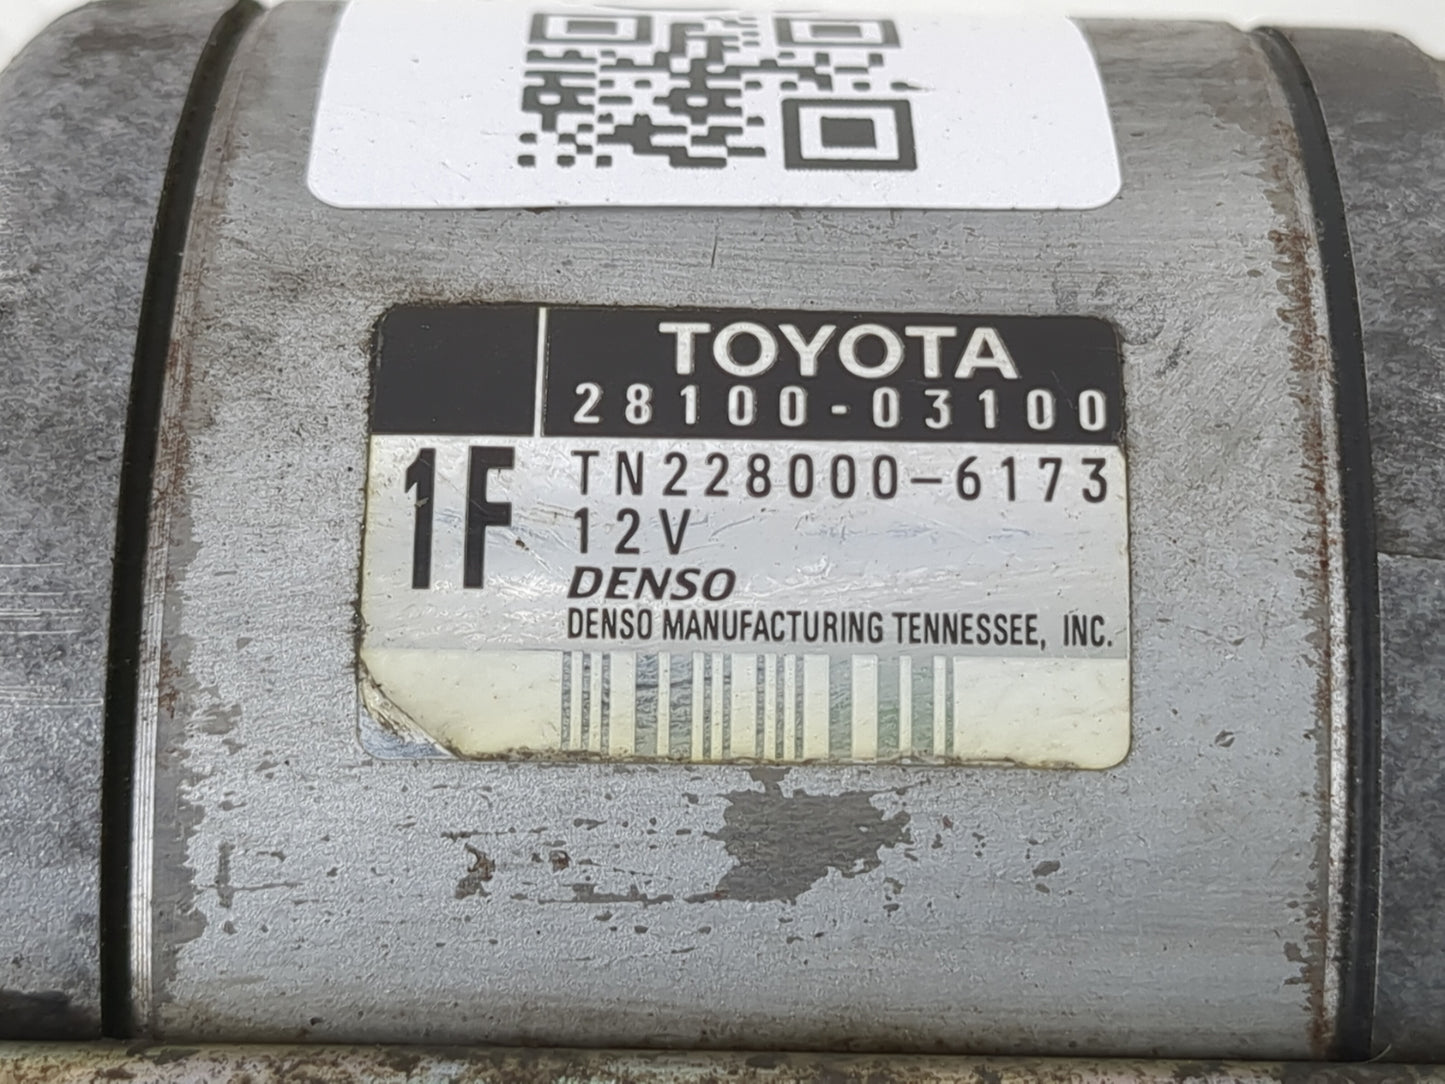 TOYOTA
28100-03100
1F
TN228000-6173
12V
DENSO
DENSO MANUFACTURING TENNESSEE, INC.